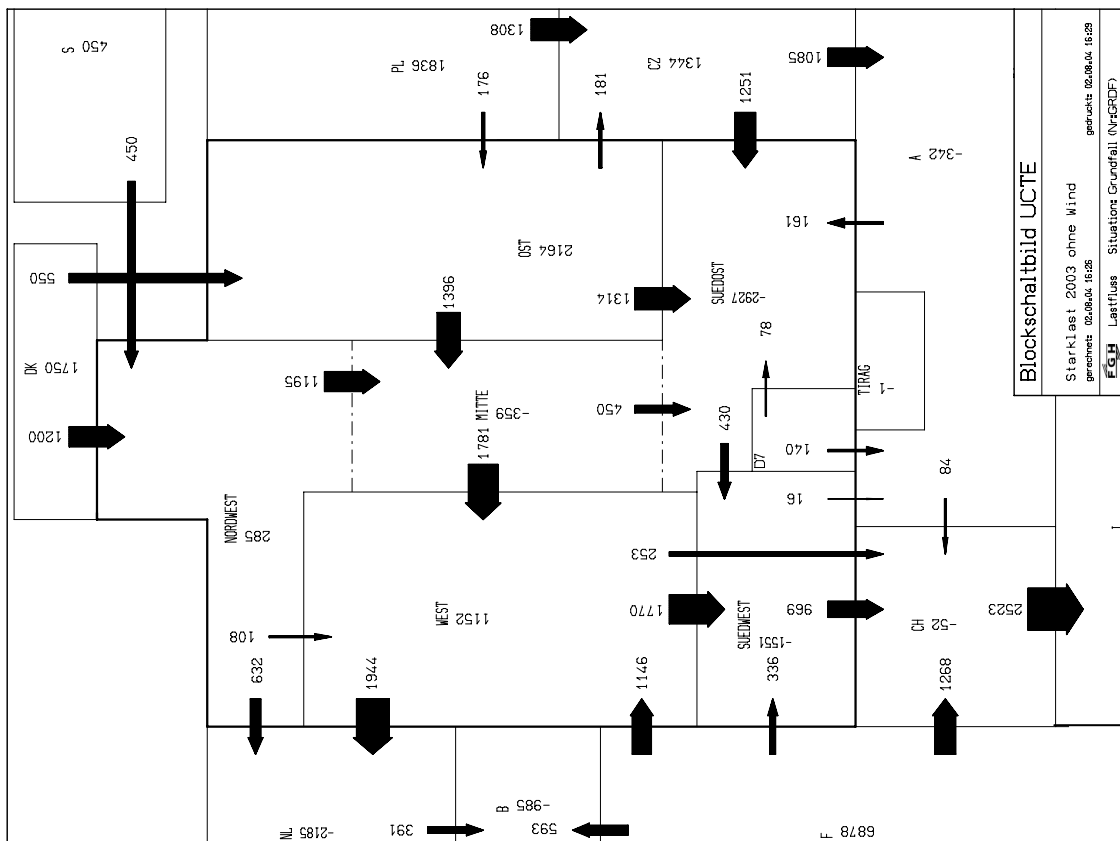 S 450
450
DK 1750
550
1200
PL 1836
1308
176
CZ 1344
181
1251
1085
A -342
161
OST 2164
1396
1314
SUEDOST -2927
78
1195
MITTE -359
1781
450
430
D7
140
TIRAG -1
16
84
NORDWEST 285
108
632
WEST 1152
1944
253
1770
1146
SUEDWEST -1551
336
969
CH -52
1268
2523
I
NL -2185
391
B -985
593
F 6878
Blockschaltbild UCTE
Starklast 2003 ohne Wind
gerechnet: 02.08.04 16:26 gedruckt: 02.08.04 16:29
FGH Lastfluss Situation: Grundfall (Nr:GRDF)